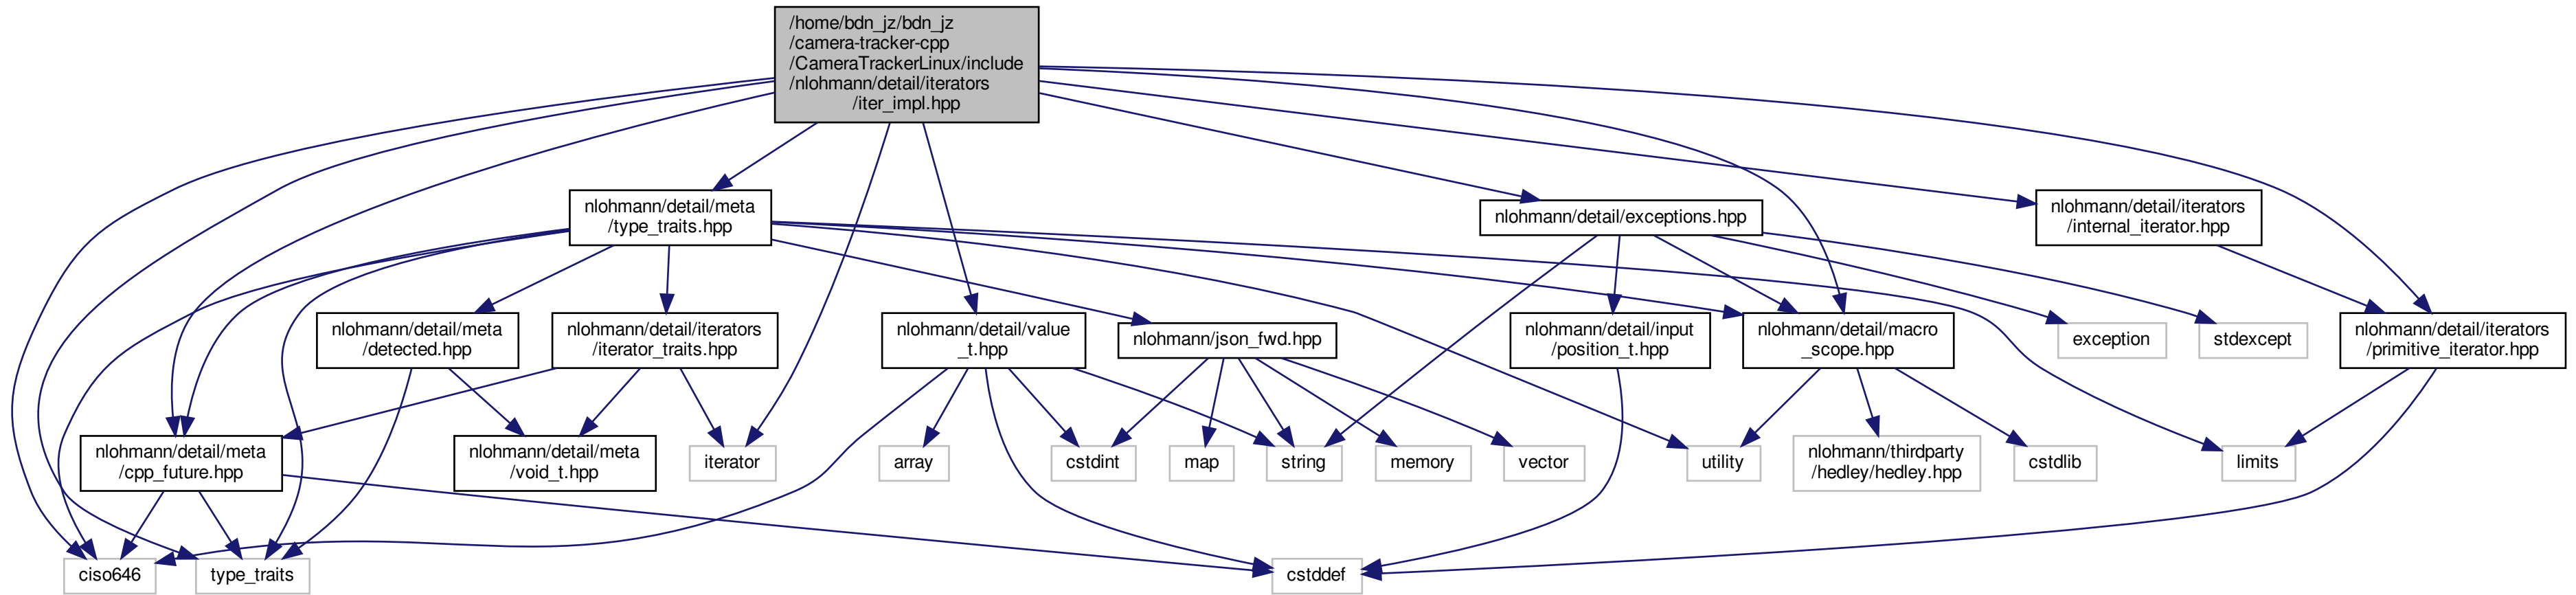 /home/bdn_jz/bdn_jz
/camera-tracker-cpp
/CameraTrackerLinux/include
/nlohmann/detail/iterators
/iter_impl.hpp
nlohmann/detail/meta
/type_traits.hpp
nlohmann/detail/exceptions.hpp
nlohmann/detail/iterators
/internal_iterator.hpp
nlohmann/detail/meta
/detected.hpp
nlohmann/detail/iterators
/iterator_traits.hpp
nlohmann/detail/value
_t.hpp
nlohmann/json_fwd.hpp
nlohmann/detail/input
/position_t.hpp
nlohmann/detail/macro
_scope.hpp
exception
stdexcept
nlohmann/detail/iterators
/primitive_iterator.hpp
nlohmann/detail/meta
/cpp_future.hpp
nlohmann/detail/meta
/void_t.hpp
iterator
array
cstdint
map
string
memory
vector
utility
nlohmann/thirdparty
/hedley/hedley.hpp
cstdlib
limits
ciso646
type_traits
cstddef